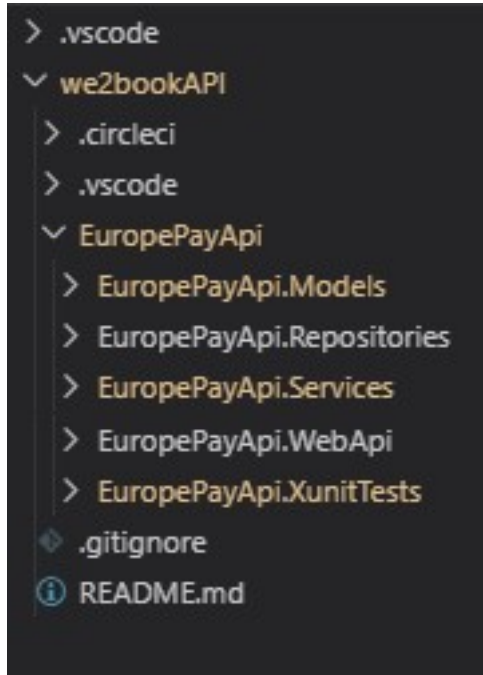 .vscode
we2bookAPI
.circleci
.vscode
EuropePayApi
EuropePayApi.Models
EuropePayApi.Repositories
EuropePayApi.Services
EuropePayApi.WebApi
EuropePayApi.XunitTests
.gitignore
README.md